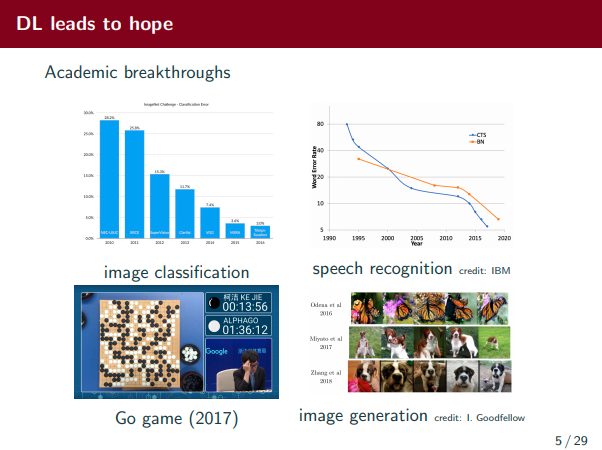 DL leads to hope
Academic breakthroughs
ImageNet Challenge - Classification Error
30.0%
25.0%
20.0%
15.0%
10.0%
5.0%
0.0%
28.2%
25.8%
15.3%
11.7%
7.4%
3.6%
3.0%
SuperVision
Clarifai
VGG
MSRA
2010 2011 2012 2013 2014 2015 2016
image classification
Word Error Rate
80
40
20
10
5
CTS
BN
1990 1995 2000 2005 2010 2015 2020
Year
speech recognition credit: IBM
柯洁 KE JIE
00:13:56
ALPHAGO
01:36:12
Google
Go game (2017)
Odena et al
2016
Miyato et al
2017
Zhang et al
2018
image generation credit: I. Goodfellow
5 / 29